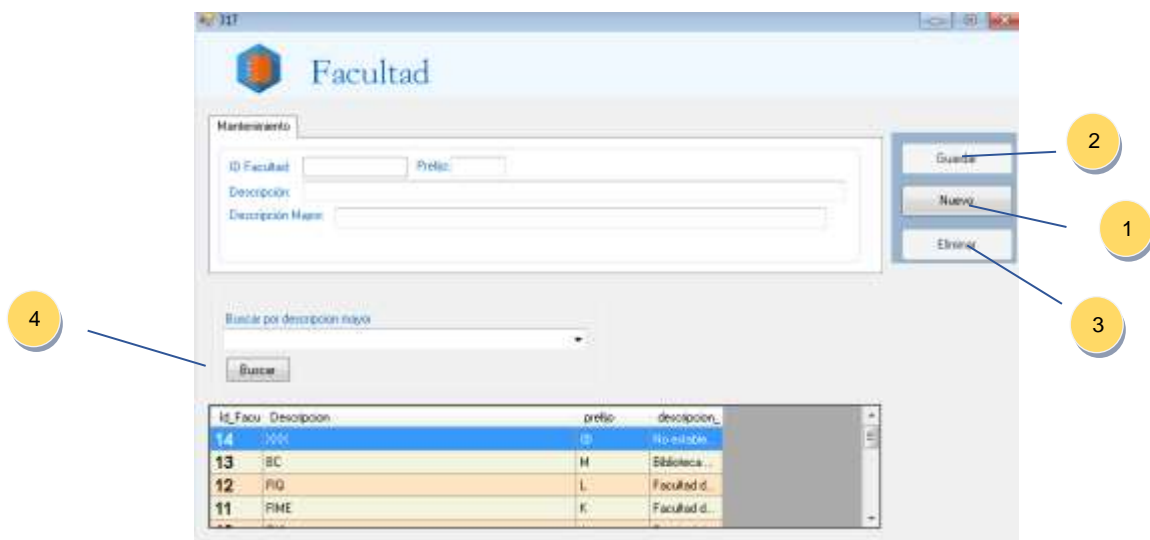 J17
Facultad
Mantenimiento
ID Facultad: Prefijo:
Descripción:
Descripción Mayor:
Guardar
Nuevo
Eliminar
2
1
3
4
Buscar por descripcion mayor
Buscar
Id_Facu Descripcion prefijo descripcion_
14 XXX No estable...
13 BC M Biblioteca ...
12 FIQ L Facultad d...
11 FIME K Facultad d...